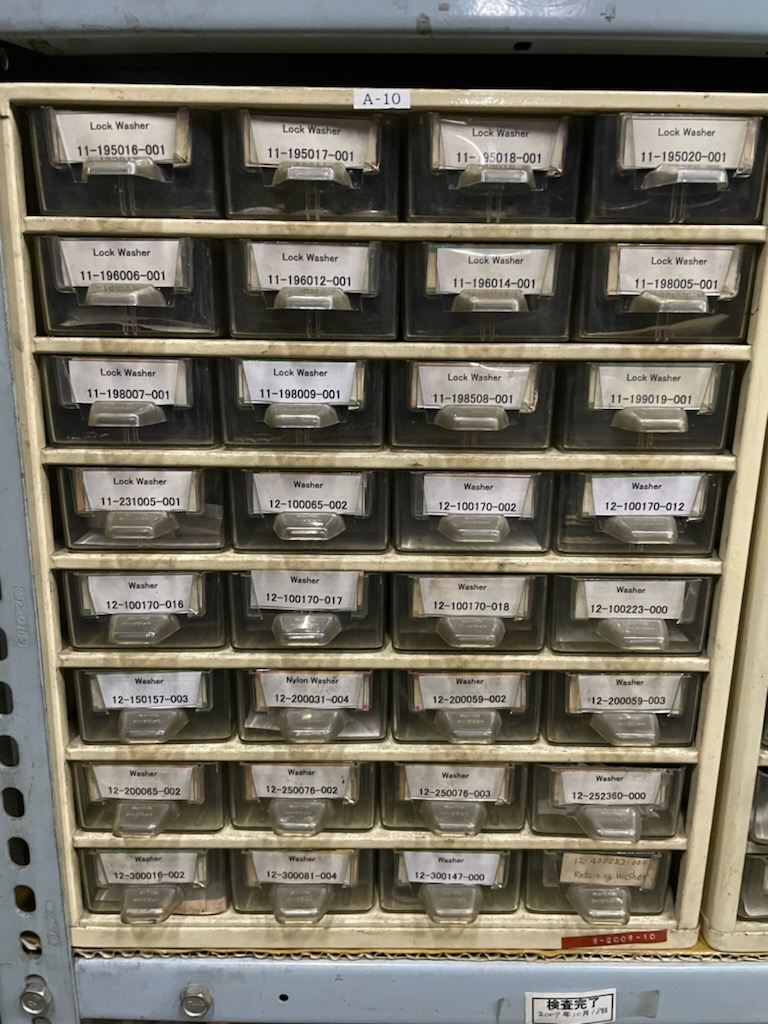 A-10
Lock Washer
11-195016-001
Lock Washer
11-195017-001
Lock Washer
11-195018-001
Lock Washer
11-195020-001
Lock Washer
11-196006-001
Lock Washer
11-196012-001
Lock Washer
11-196014-001
Lock Washer
11-198005-001
Lock Washer
11-198007-001
Lock Washer
11-198009-001
Lock Washer
11-198508-001
Lock Washer
11-199019-001
Lock Washer
11-231005-001
Washer
12-100065-002
Washer
12-100170-002
Washer
12-100170-012
Washer
12-100170-016
Washer
12-100170-017
Washer
12-100170-018
Washer
12-100223-000
Washer
12-150157-003
Nylon Washer
12-200031-004
Washer
12-200059-002
Washer
12-200059-003
Washer
12-200065-002
Washer
12-250076-002
Washer
12-250076-003
Washer
12-252360-000
Washer
12-300016-002
Washer
12-300081-004
Washer
12-300147-000
Retaining Washer
検査完了